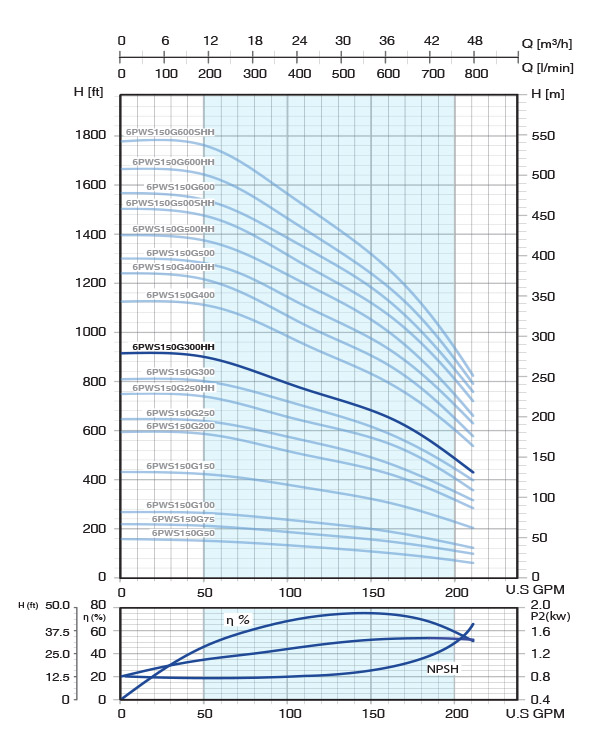 0 6 12 18 24 30 36 42 48 Q [m³/h]
0 100 200 300 400 500 600 700 800 Q [l/min]
H [ft] H [m]
1800 1600 1400 1200 1000 800 600 400 200 0
550 500 450 400 350 300 250 200 150 100 50 0
6PWS1s0G600SHH
6PWS1s0G600HH
6PWS1s0G600
6PWS1s0Gs00SHH
6PWS1s0Gs00HH
6PWS1s0Gs00
6PWS1s0G400HH
6PWS1s0G400
6PWS1s0G300HH
6PWS1s0G300
6PWS1s0G2s0HH
6PWS1s0G2s0
6PWS1s0G200
6PWS1s0G1s0
6PWS1s0G100
6PWS1s0G7s
6PWS1s0Gs0
0 50 100 150 200 U.S GPM
H (ft) 50.0 37.5 25.0 12.5 0
80 η (%) 60 40 20 0
2.0 P2(kw) 1.6 1.2 0.8 0.4
η %
NPSH
0 50 100 150 200 U.S GPM